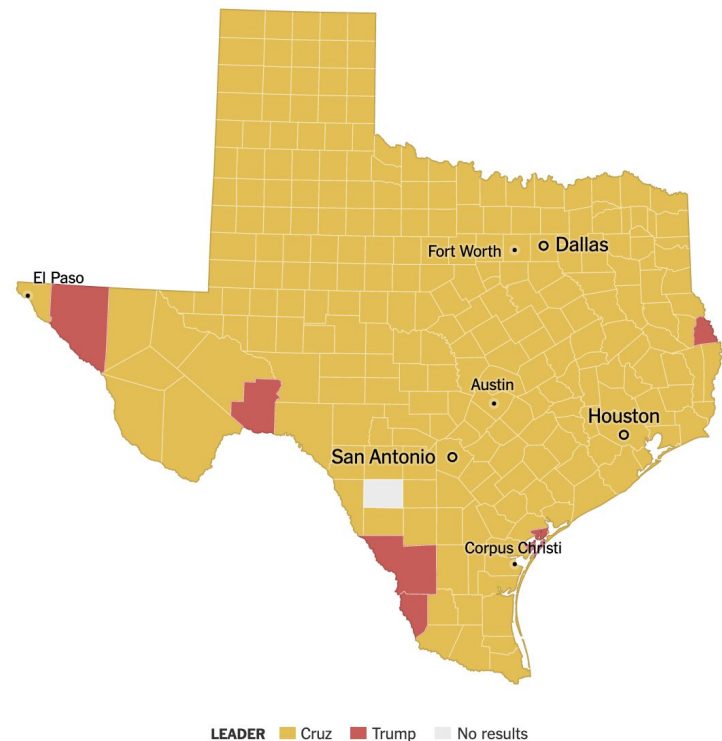 Fort Worth
Dallas
El Paso
Austin
Houston
San Antonio
Corpus Christi
LEADER Cruz Trump No results